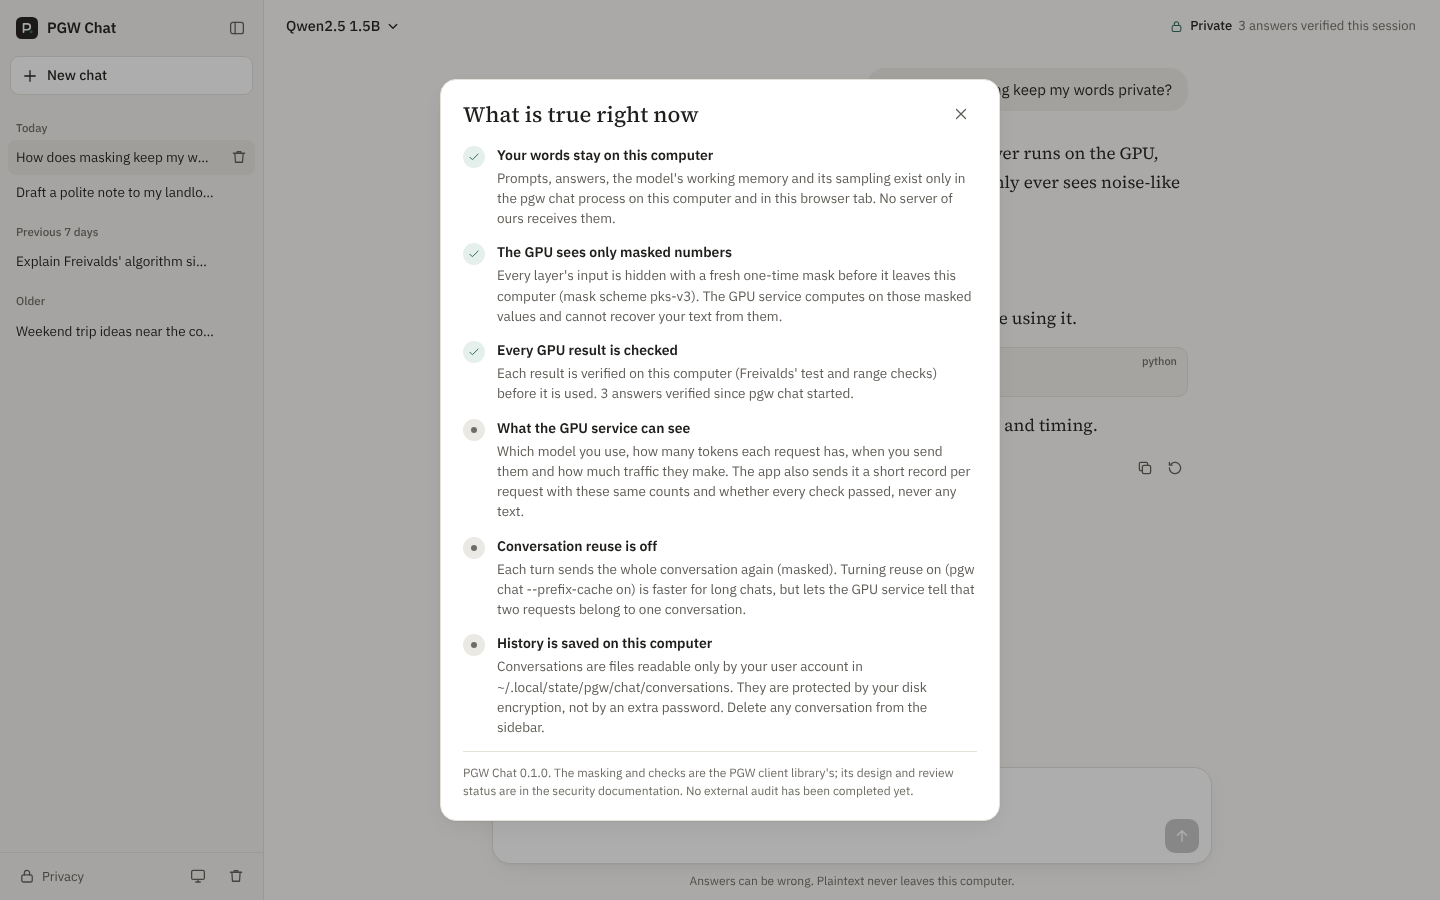 PGW Chat
New chat
Today
How does masking keep my w...
Draft a polite note to my landlo...
Previous 7 days
Explain Freivalds' algorithm si...
Older
Weekend trip ideas near the co...
Privacy
Qwen2.5 1.5B
Private 3 answers verified this session
keep my words private?
runs on the GPU,
ever sees noise-like
using it.
python
and timing.
What is true right now
Your words stay on this computer
Prompts, answers, the model's working memory and its sampling exist only in
the pgw chat process on this computer and in this browser tab. No server of
ours receives them.
The GPU sees only masked numbers
Every layer's input is hidden with a fresh one-time mask before it leaves this
computer (mask scheme pks-v3). The GPU service computes on those masked
values and cannot recover your text from them.
Every GPU result is checked
Each result is verified on this computer (Freivalds' test and range checks)
before it is used. 3 answers verified since pgw chat started.
What the GPU service can see
Which model you use, how many tokens each request has, when you send
them and how much traffic they make. The app also sends it a short record per
request with these same counts and whether every check passed, never any
text.
Conversation reuse is off
Each turn sends the whole conversation again (masked). Turning reuse on (pgw
chat --prefix-cache on) is faster for long chats, but lets the GPU service tell that
two requests belong to one conversation.
History is saved on this computer
Conversations are files readable only by your user account in
~/.local/state/pgw/chat/conversations. They are protected by your disk
encryption, not by an extra password. Delete any conversation from the
sidebar.
PGW Chat 0.1.0. The masking and checks are the PGW client library's; its design and review
status are in the security documentation. No external audit has been completed yet.
Answers can be wrong. Plaintext never leaves this computer.